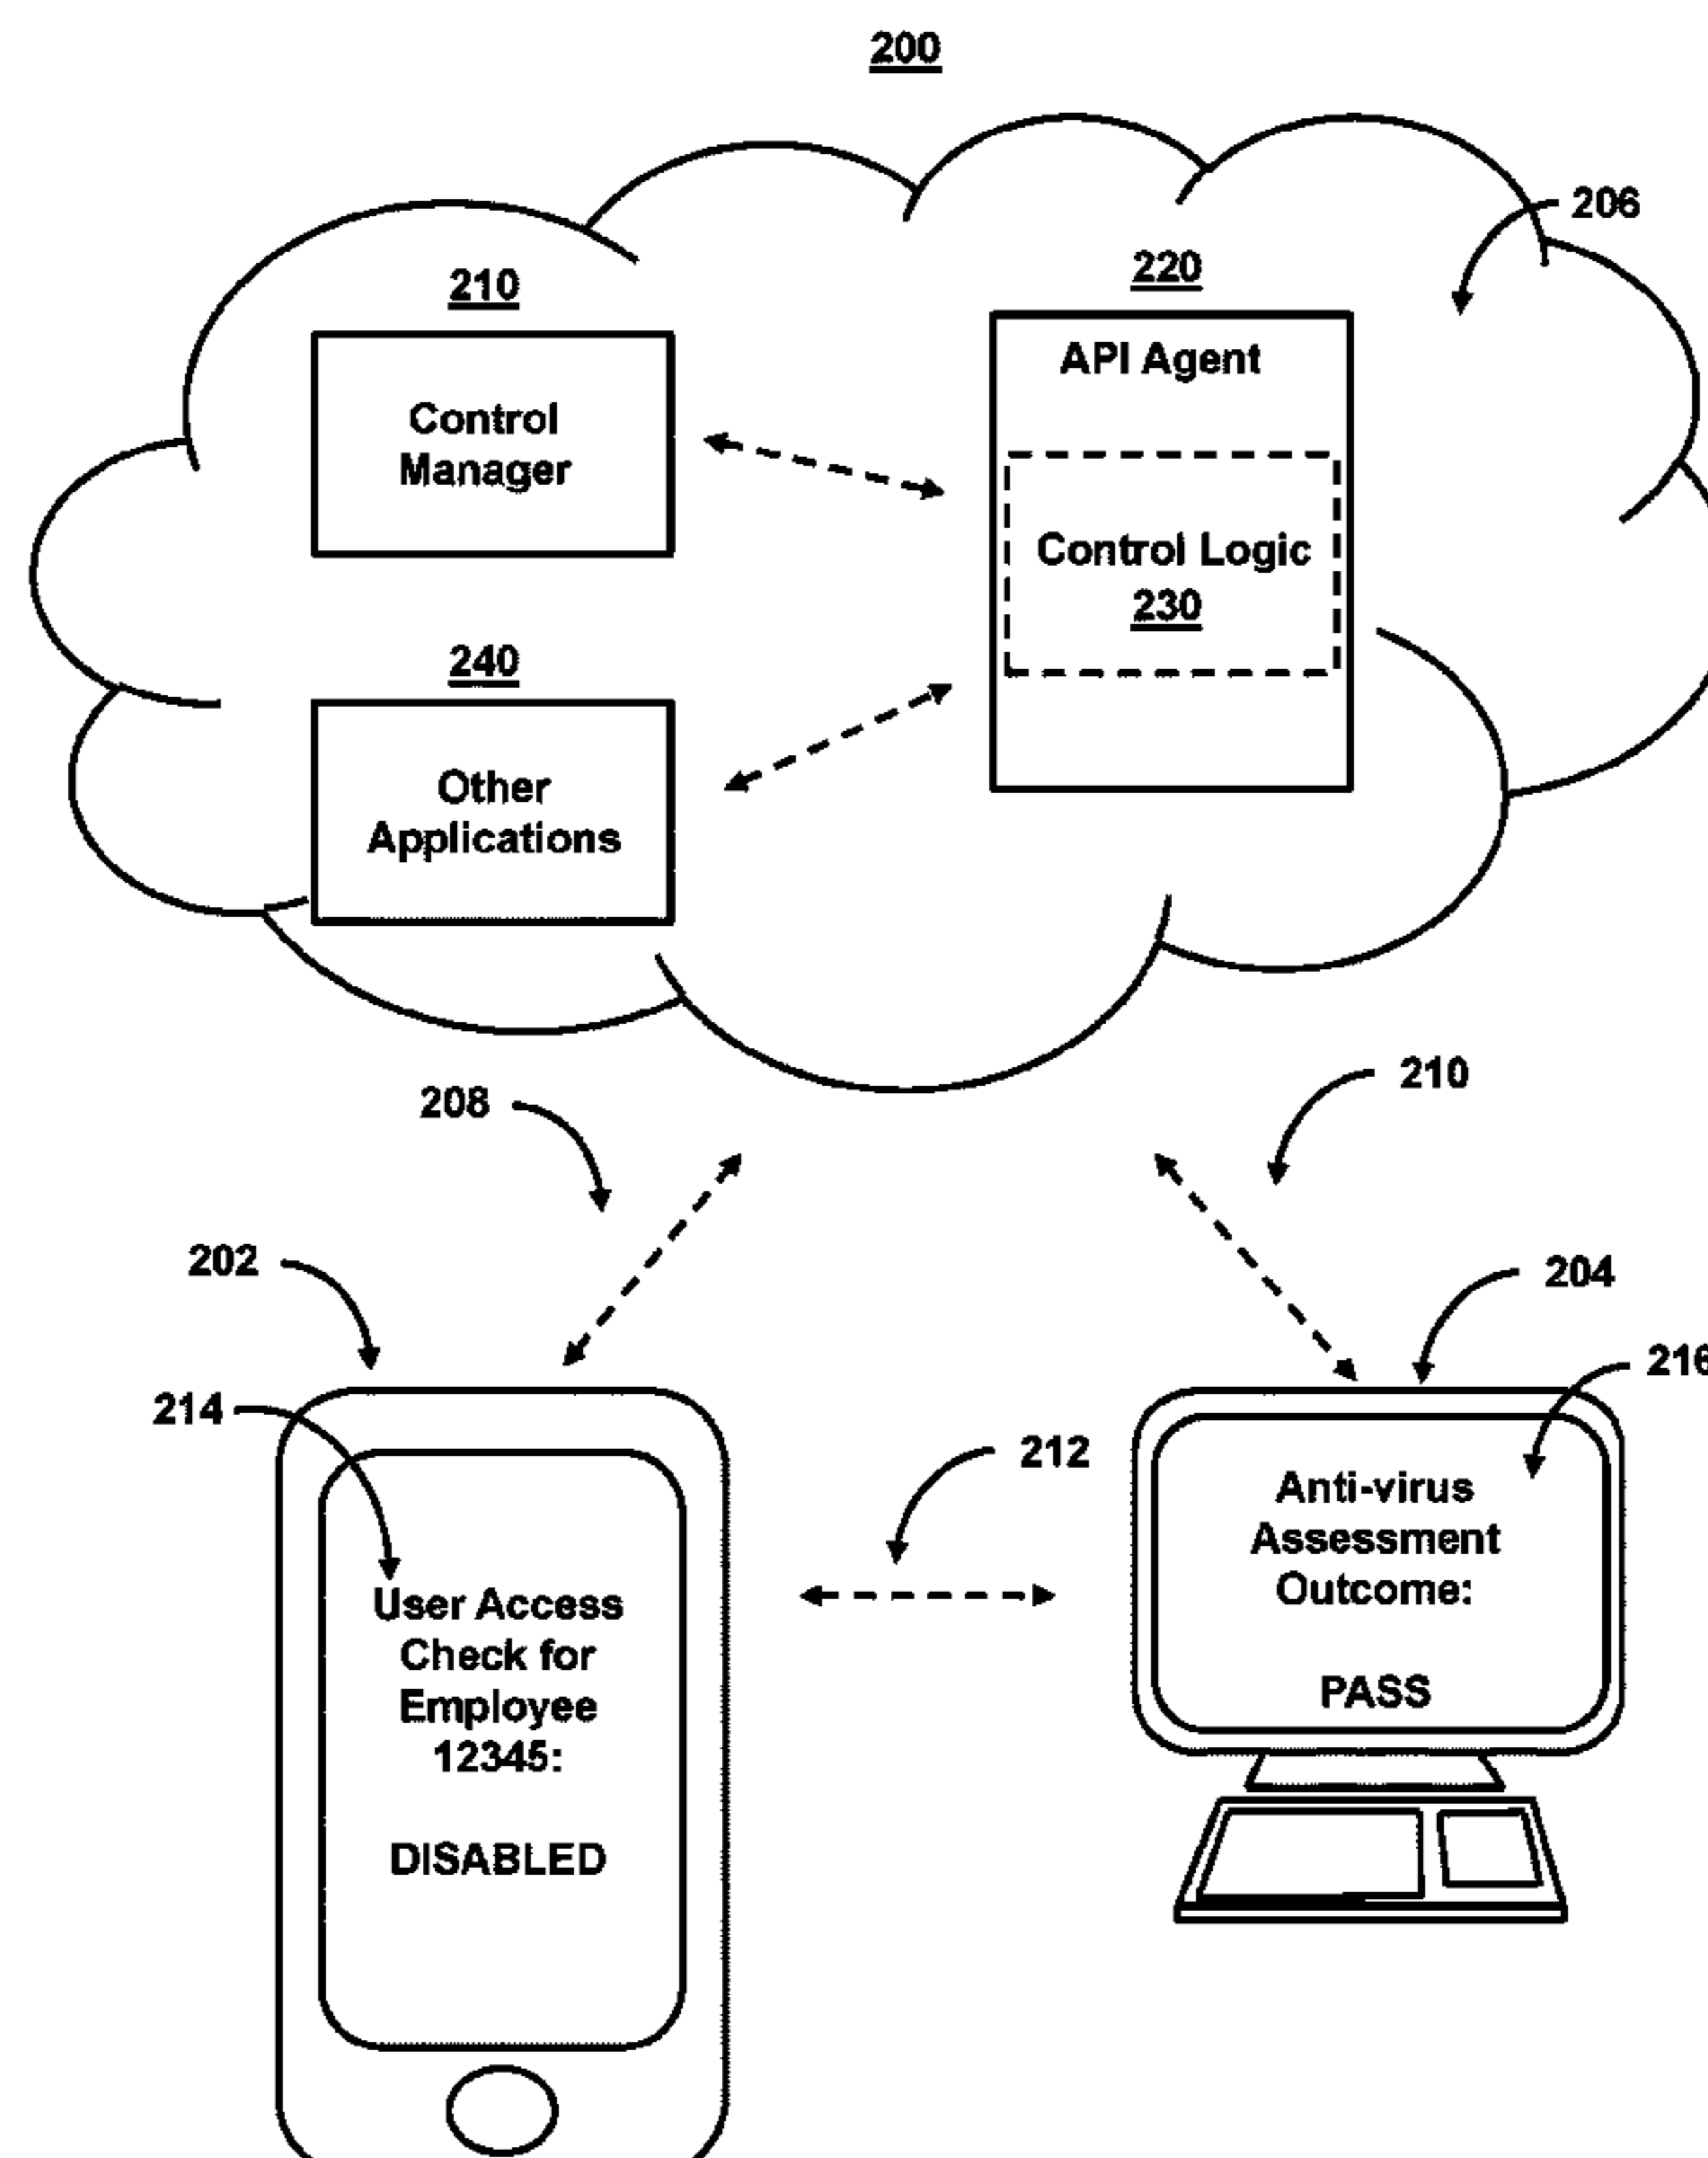 200
206
210
220
Control
Manager
API Agent
Control Logic
230
240
Other
Applications
208
210
202
204
214
216
212
User Access
Check for
Employee
12345:
DISABLED
Anti-virus
Assessment
Outcome:
PASS